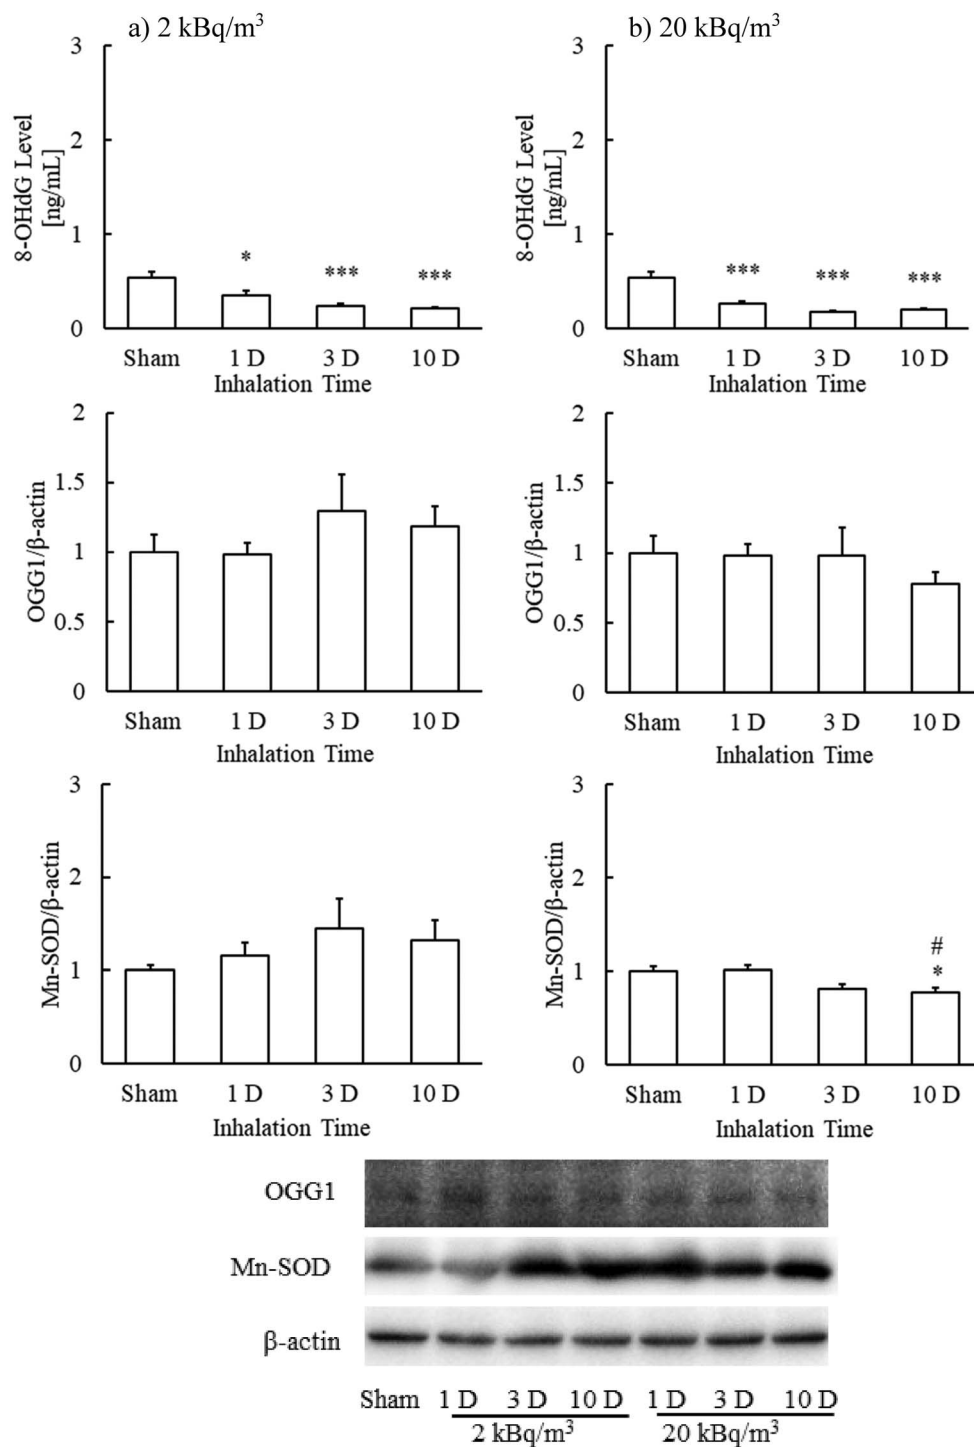 a) 2 kBq/m³
b) 20 kBq/m³
8-OHdG Level
[ng/mL]
3
2
1
0
*
***
***
Sham 1 D 3 D 10 D
Inhalation Time
8-OHdG Level
[ng/mL]
3
2
1
0
***
***
***
Sham 1 D 3 D 10 D
Inhalation Time
OGG1/β-actin
2
1.5
1
0.5
0
Sham 1 D 3 D 10 D
Inhalation Time
OGG1/β-actin
2
1.5
1
0.5
0
Sham 1 D 3 D 10 D
Inhalation Time
Mn-SOD/β-actin
3
2
1
0
Sham 1 D 3 D 10 D
Inhalation Time
Mn-SOD/β-actin
3
2
1
0
#
*
Sham 1 D 3 D 10 D
Inhalation Time
OGG1
Mn-SOD
β-actin
Sham 1 D 3 D 10 D 1 D 3 D 10 D
2 kBq/m³ 20 kBq/m³